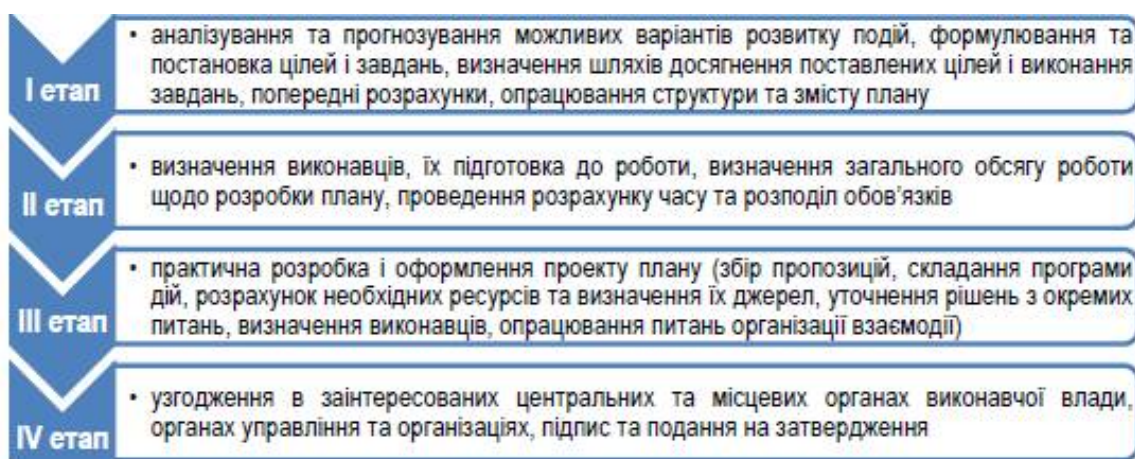 I етап
• аналізування та прогнозування можливих варіантів розвитку подій, формулювання та
постановка цілей і завдань, визначення шляхів досягнення поставлених цілей і виконання
завдань, попередні розрахунки, опрацювання структури та змісту плану
II етап
• визначення виконавців, їх підготовка до роботи, визначення загального обсягу роботи
щодо розробки плану, проведення розрахунку часу та розподіл обов’язків
III етап
• практична розробка і оформлення проекту плану (збір пропозицій, складання програми
дій, розрахунок необхідних ресурсів та визначення їх джерел, уточнення рішень з окремих
питань, визначення виконавців, опрацювання питань організації взаємодії)
IV етап
• узгодження в заінтересованих центральних та місцевих органах виконавчої влади,
органах управління та організаціях, підпис та подання на затвердження